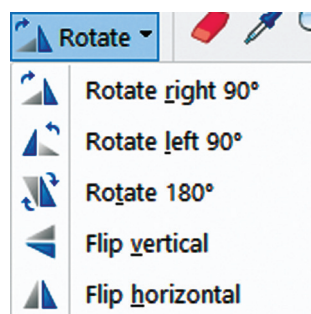 Rotate
Rotate right 90°
Rotate left 90°
Rotate 180°
Flip vertical
Flip horizontal